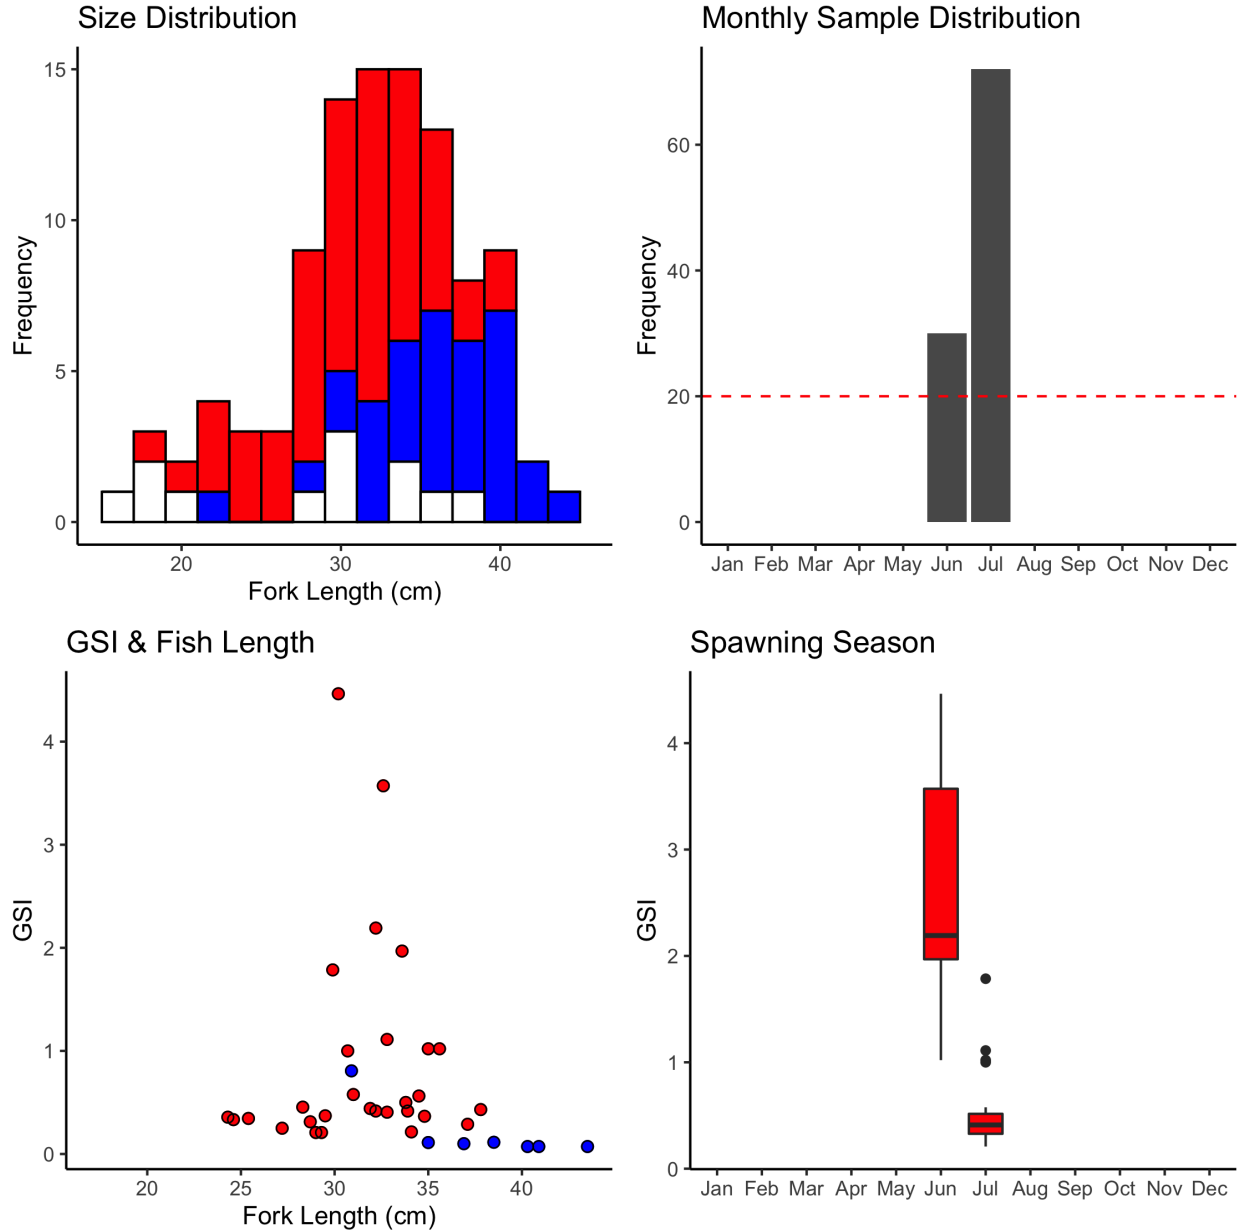 Size Distribution
15
10
5
0
Frequency
20 30 40
Fork Length (cm)
Monthly Sample Distribution
60
40
20
0
Frequency
Jan Feb Mar Apr May Jun Jul Aug Sep Oct Nov Dec
GSI & Fish Length
4
3
2
1
0
GSI
20 25 30 35 40
Fork Length (cm)
Spawning Season
4
3
2
1
0
GSI
Jan Feb Mar Apr May Jun Jul Aug Sep Oct Nov Dec